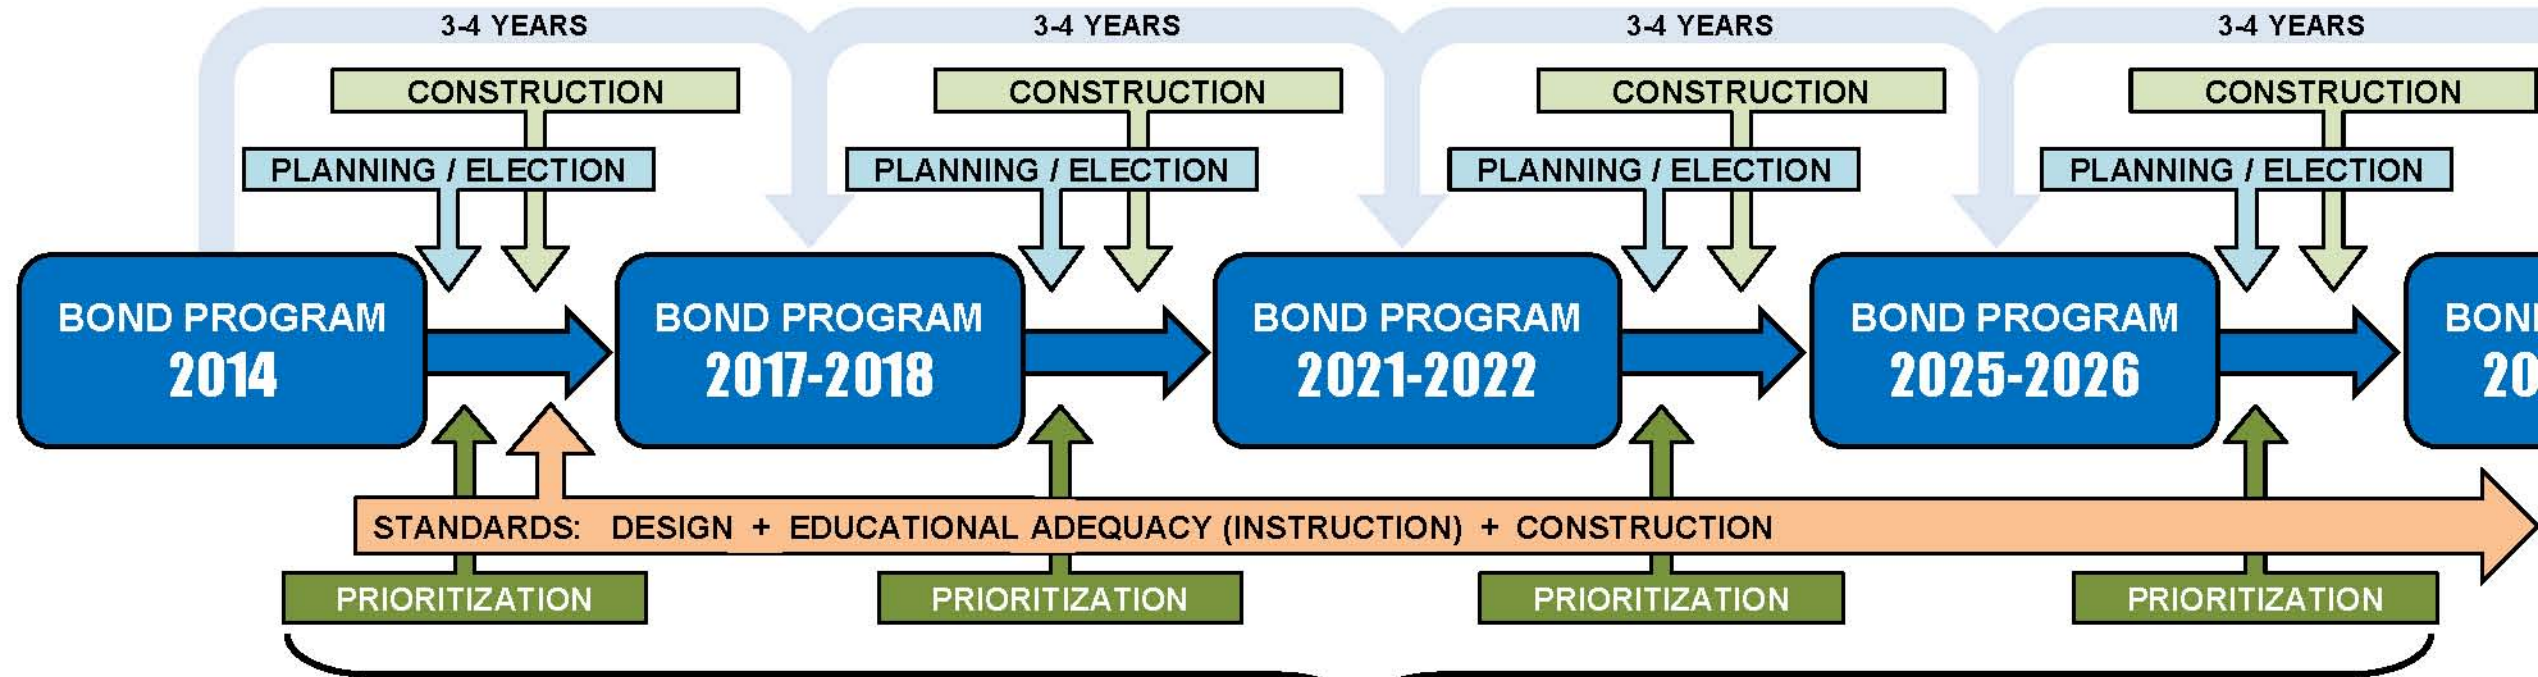 3-4 YEARS
3-4 YEARS
3-4 YEARS
3-4 YEARS
CONSTRUCTION
CONSTRUCTION
CONSTRUCTION
CONSTRUCTION
PLANNING / ELECTION
PLANNING / ELECTION
PLANNING / ELECTION
PLANNING / ELECTION
BOND PROGRAM
2014
BOND PROGRAM
2017-2018
BOND PROGRAM
2021-2022
BOND PROGRAM
2025-2026
STANDARDS: DESIGN + EDUCATIONAL ADEQUACY (INSTRUCTION) + CONSTRUCTION
PRIORITIZATION
PRIORITIZATION
PRIORITIZATION
PRIORITIZATION